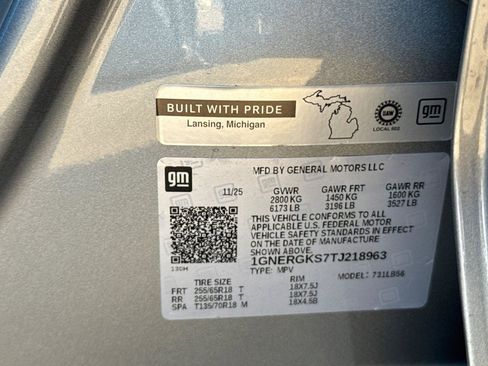 BUILT WITH PRIDE
Lansing, Michigan
UAW
LOCAL 602
gm
gm
MFD BY GENERAL MOTORS LLC
11/25 GVWR GAWR FRT GAWR RR
2800 KG 1450 KG 1600 KG
6173 LB 3196 LB 3527 LB
THIS VEHICLE CONFORMS TO ALL
APPLICABLE U.S. FEDERAL MOTOR
VEHICLE SAFETY STANDARDS IN
EFFECT ON THE DATE OF MANUFACTURE
SHOWN ABOVE.
1GNERGKS7TJ218963
TYPE: MPV MODEL: 731LB56
130H
TIRE SIZE RIM
FRT 255/65R18 T 18X7.5J
RR 255/65R18 T 18X7.5J
SPA T135/70R18 M 18X4.5B